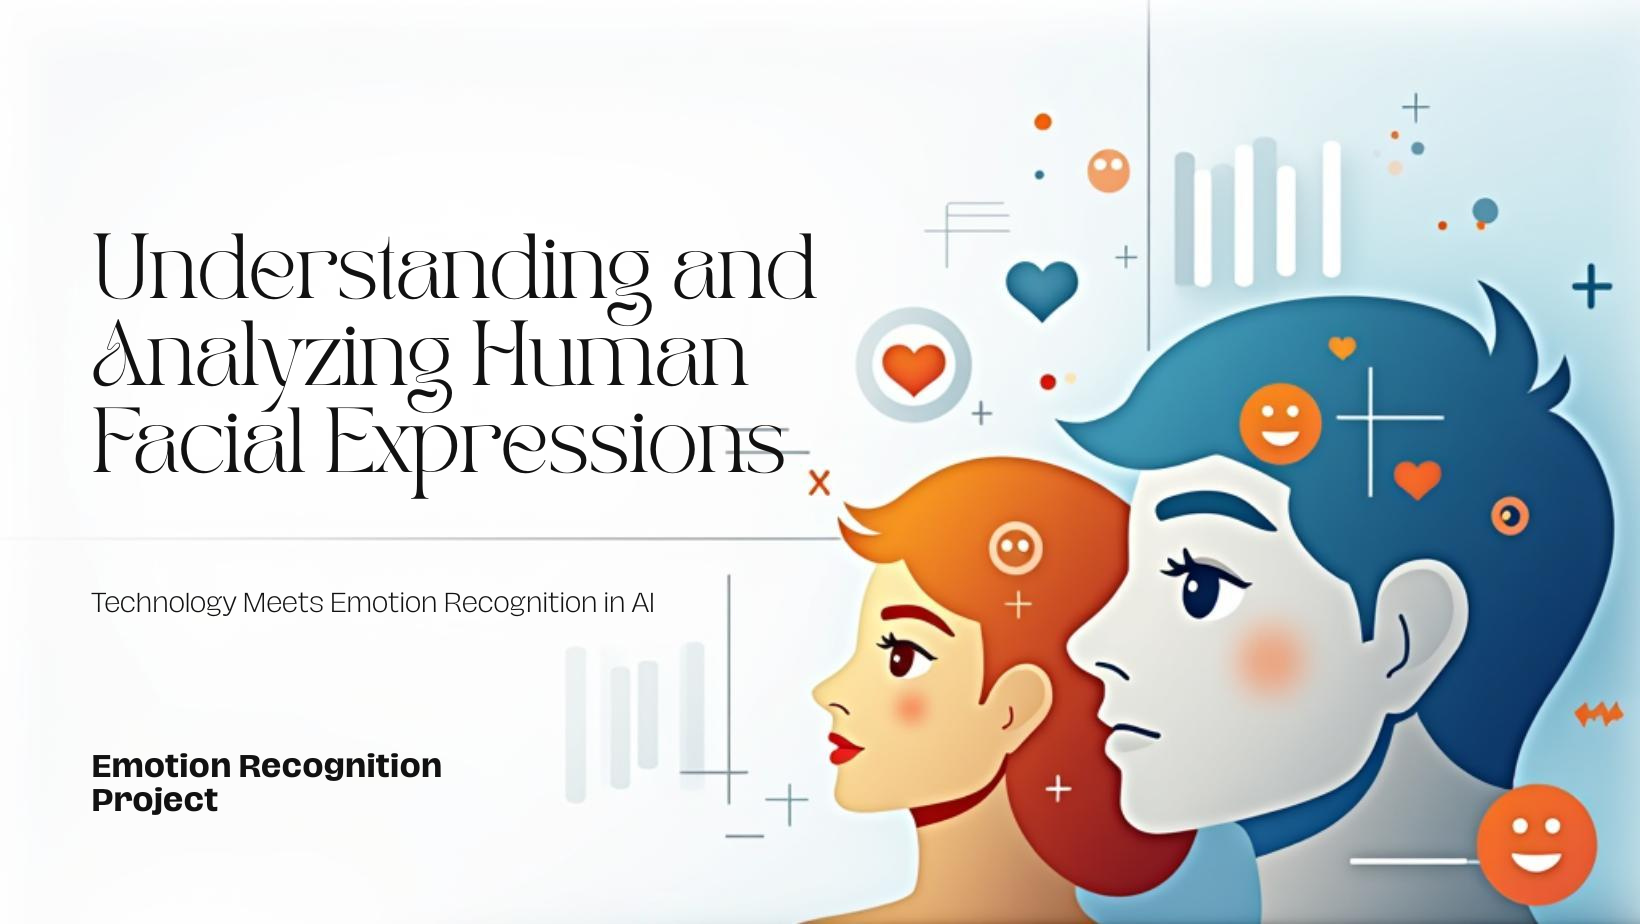 Understanding and
Analyzing Human
Facial Expressions
Technology Meets Emotion Recognition in AI
Emotion Recognition
Project